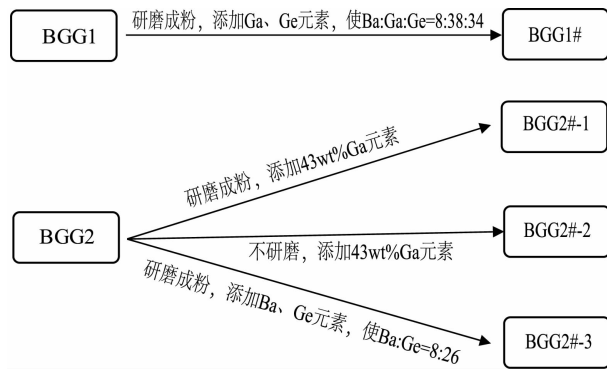 BGG1
研磨成粉，添加Ga、Ge元素，使Ba:Ga:Ge=8:38:34
BGG1#
BGG2
研磨成粉，添加43wt%Ga元素
BGG2#-1
不研磨，添加43wt%Ga元素
BGG2#-2
研磨成粉，添加Ba、Ge元素，使Ba:Ge=8:26
BGG2#-3